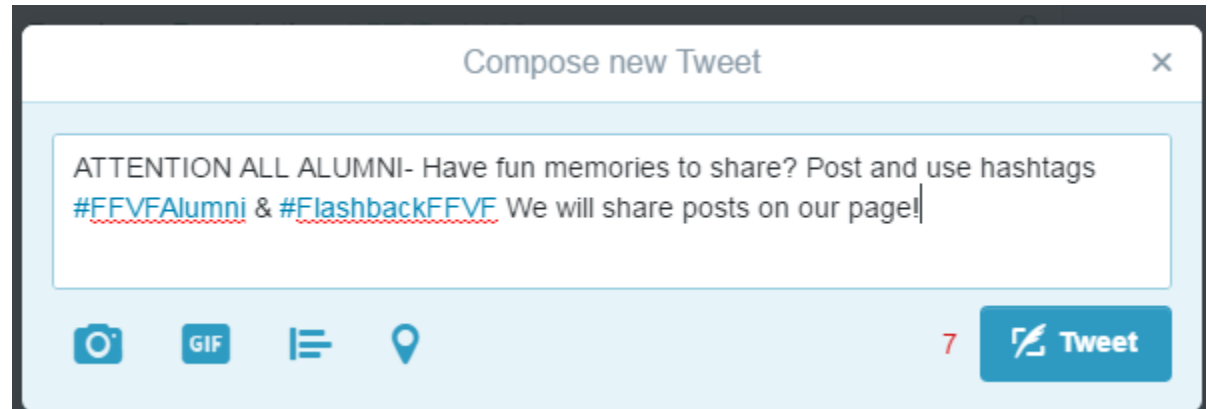 Compose new Tweet
ATTENTION ALL ALUMNI- Have fun memories to share? Post and use hashtags
#FFVFAlumni & #FlashbackFFVF We will share posts on our page!
GIF
7
Tweet